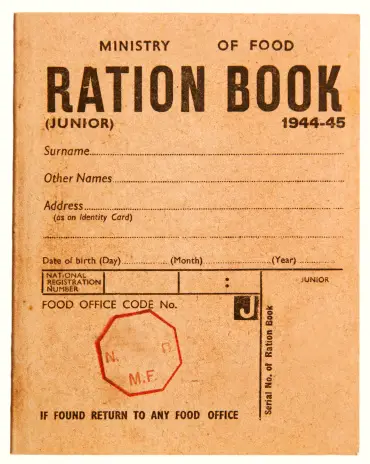 MINISTRY OF FOOD
RATION BOOK
(JUNIOR) 1944-45
Surname
Other Names
Address
(as on Identity Card)
Date of birth (Day) (Month) (Year)
NATIONAL
REGISTRATION
NUMBER
:
JUNIOR
FOOD OFFICE CODE No.
J
Serial No. of Ration Book
N.
M.F.
IF FOUND RETURN TO ANY FOOD OFFICE